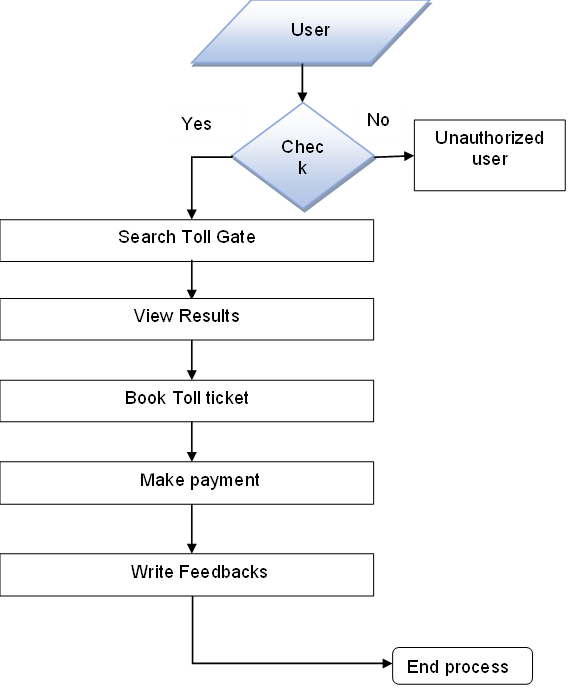 User
Yes
No
Chec
k
Unauthorized
user
Search Toll Gate
View Results
Book Toll ticket
Make payment
Write Feedbacks
End process